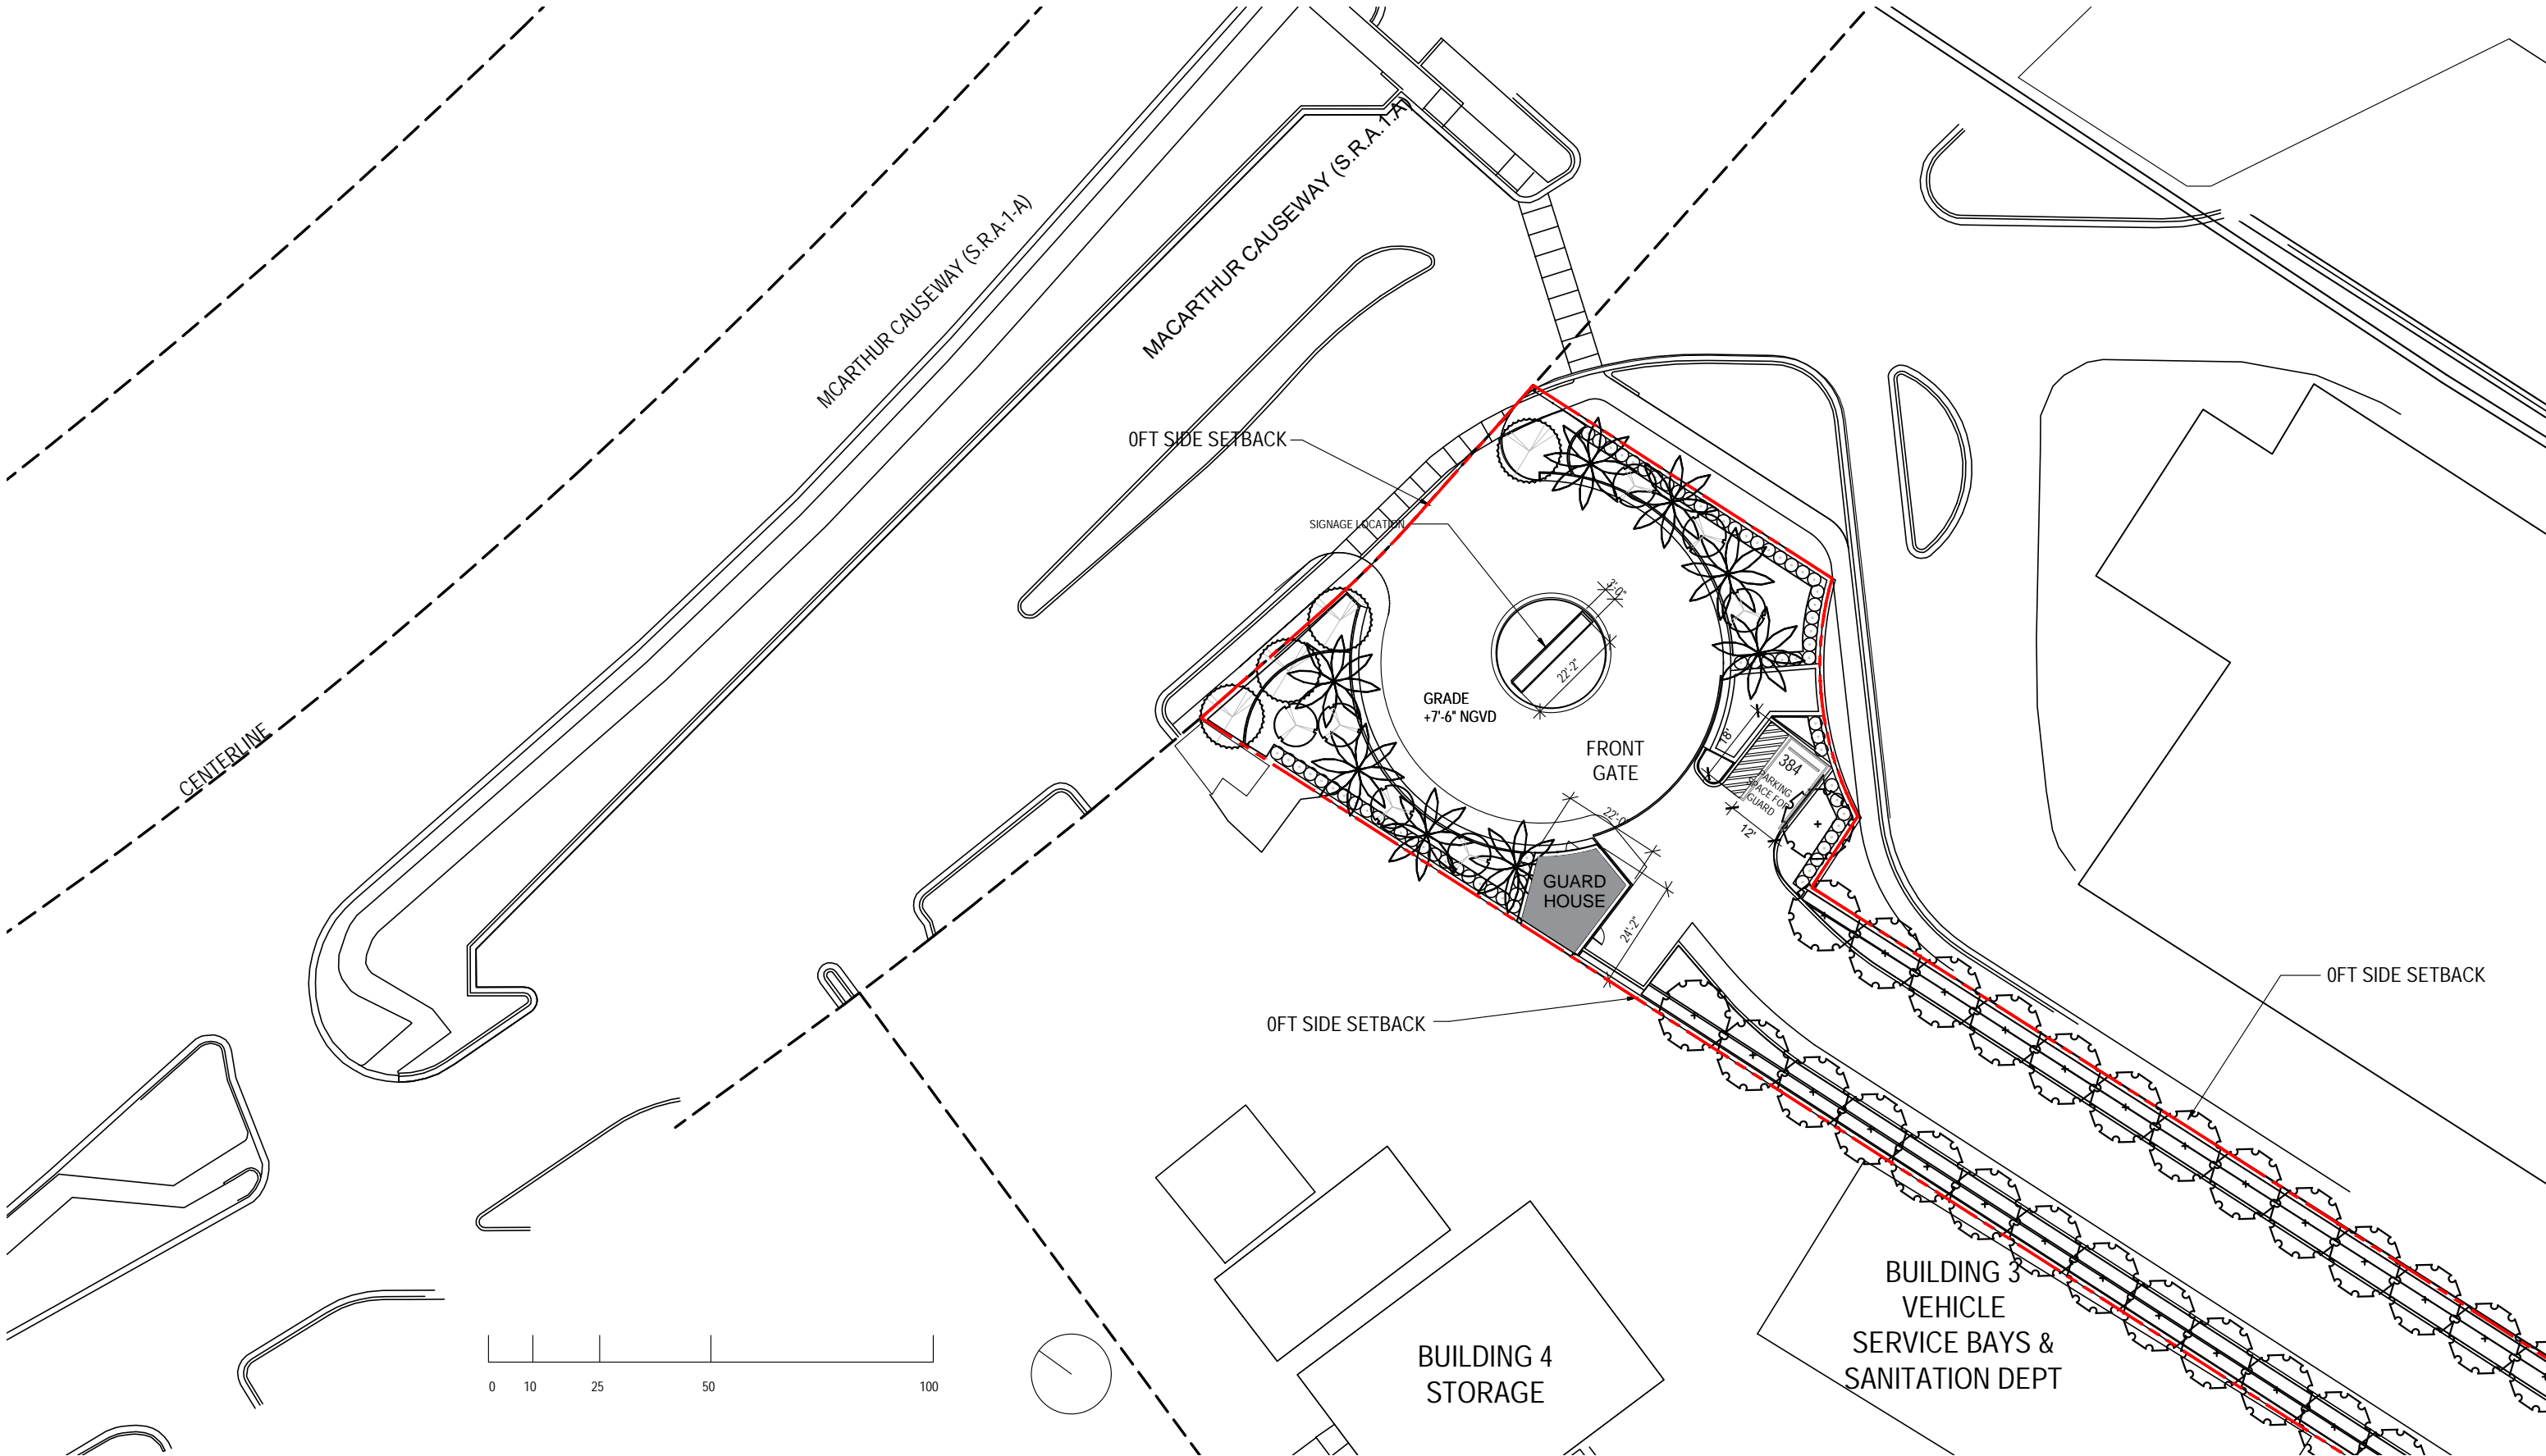 MCARTHUR CAUSEWAY (S.R.A-1-A)
MACARTHUR CAUSEWAY (S.R.A.1.A)
0FT SIDE SETBACK
SIGNAGE LOCATION
3'-0"
22'-2"
GRADE
+7'-6" NGVD
FRONT
GATE
18'
384
PARKING
SPACE FOR
GUARD
12'
22'-0
GUARD
HOUSE
24'-2"
CENTERLINE
0FT SIDE SETBACK
0FT SIDE SETBACK
BUILDING 3
VEHICLE
SERVICE BAYS &
SANITATION DEPT
BUILDING 4
STORAGE
0 10 25 50 100